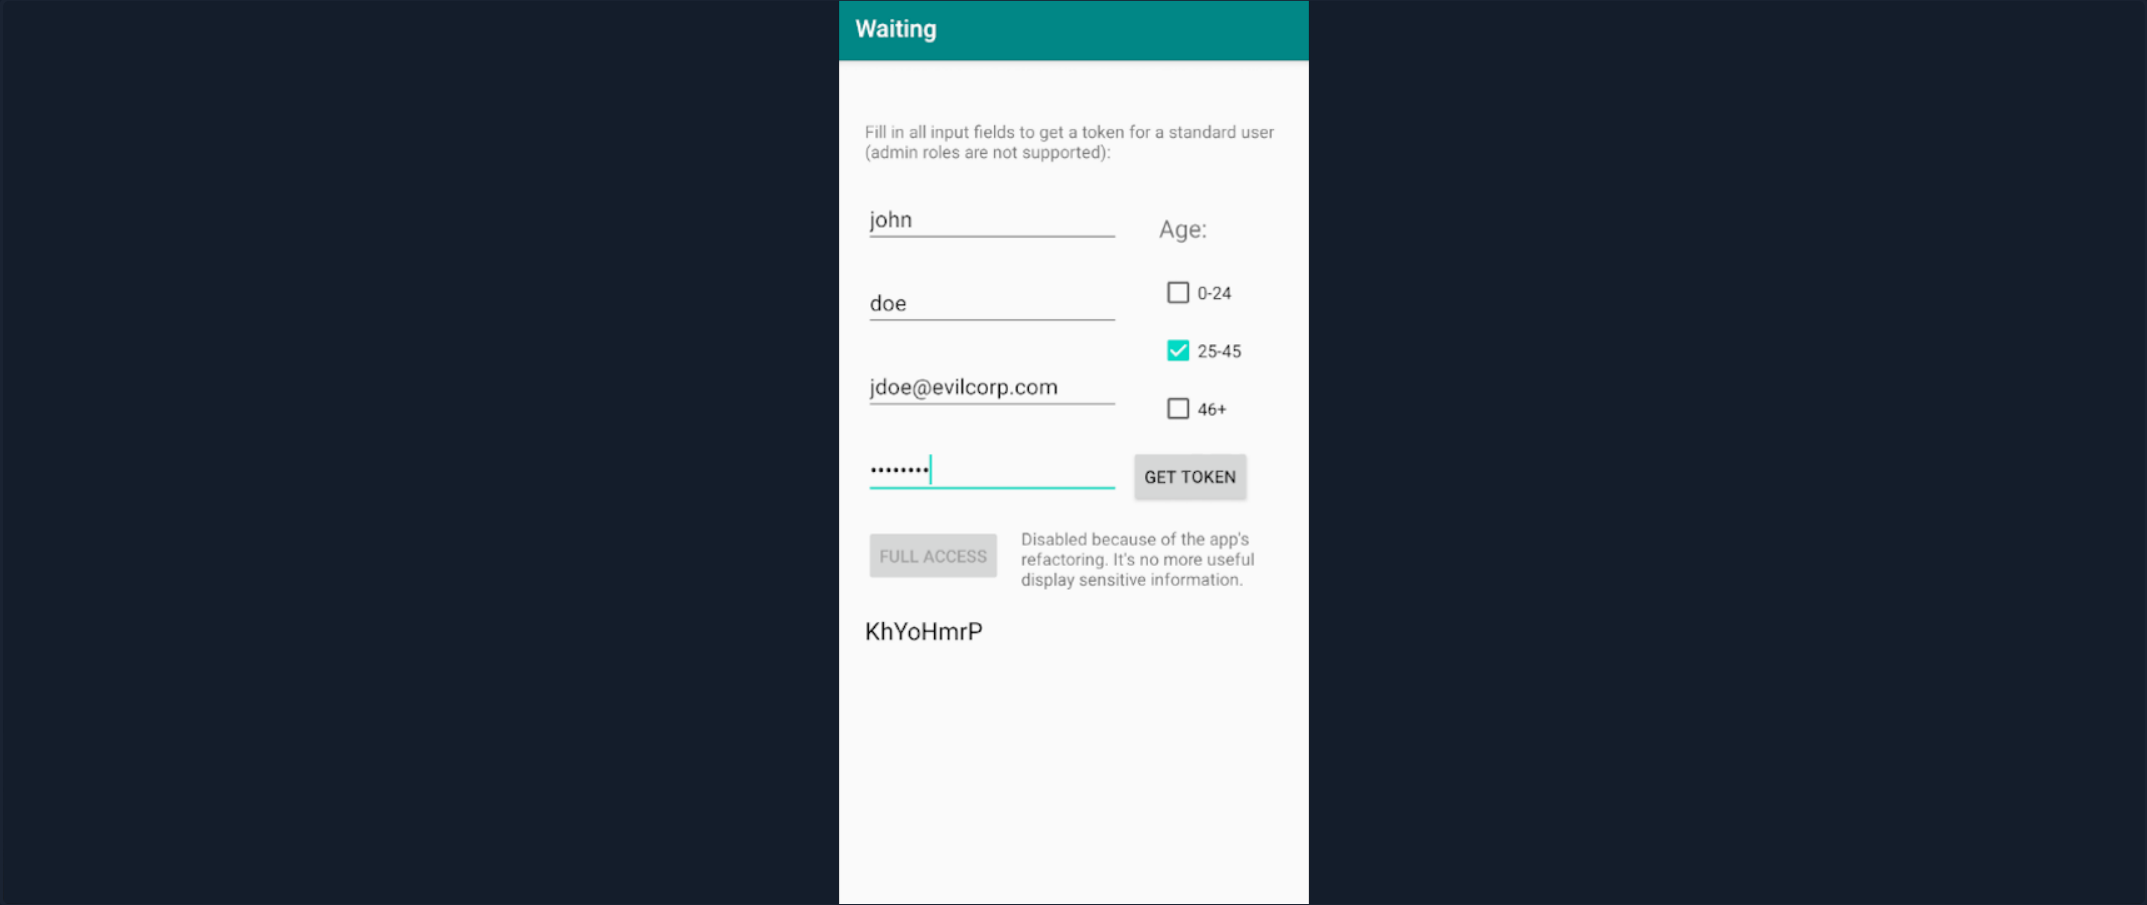 Waiting
Fill in all input fields to get a token for a standard user
(admin roles are not supported):
john
Age:
0-24
doe
25-45
jdoe@evilcorp.com
46+
••••••••
GET TOKEN
FULL ACCESS
Disabled because of the app's
refactoring. It's no more useful
display sensitive information.
KhYoHmrP